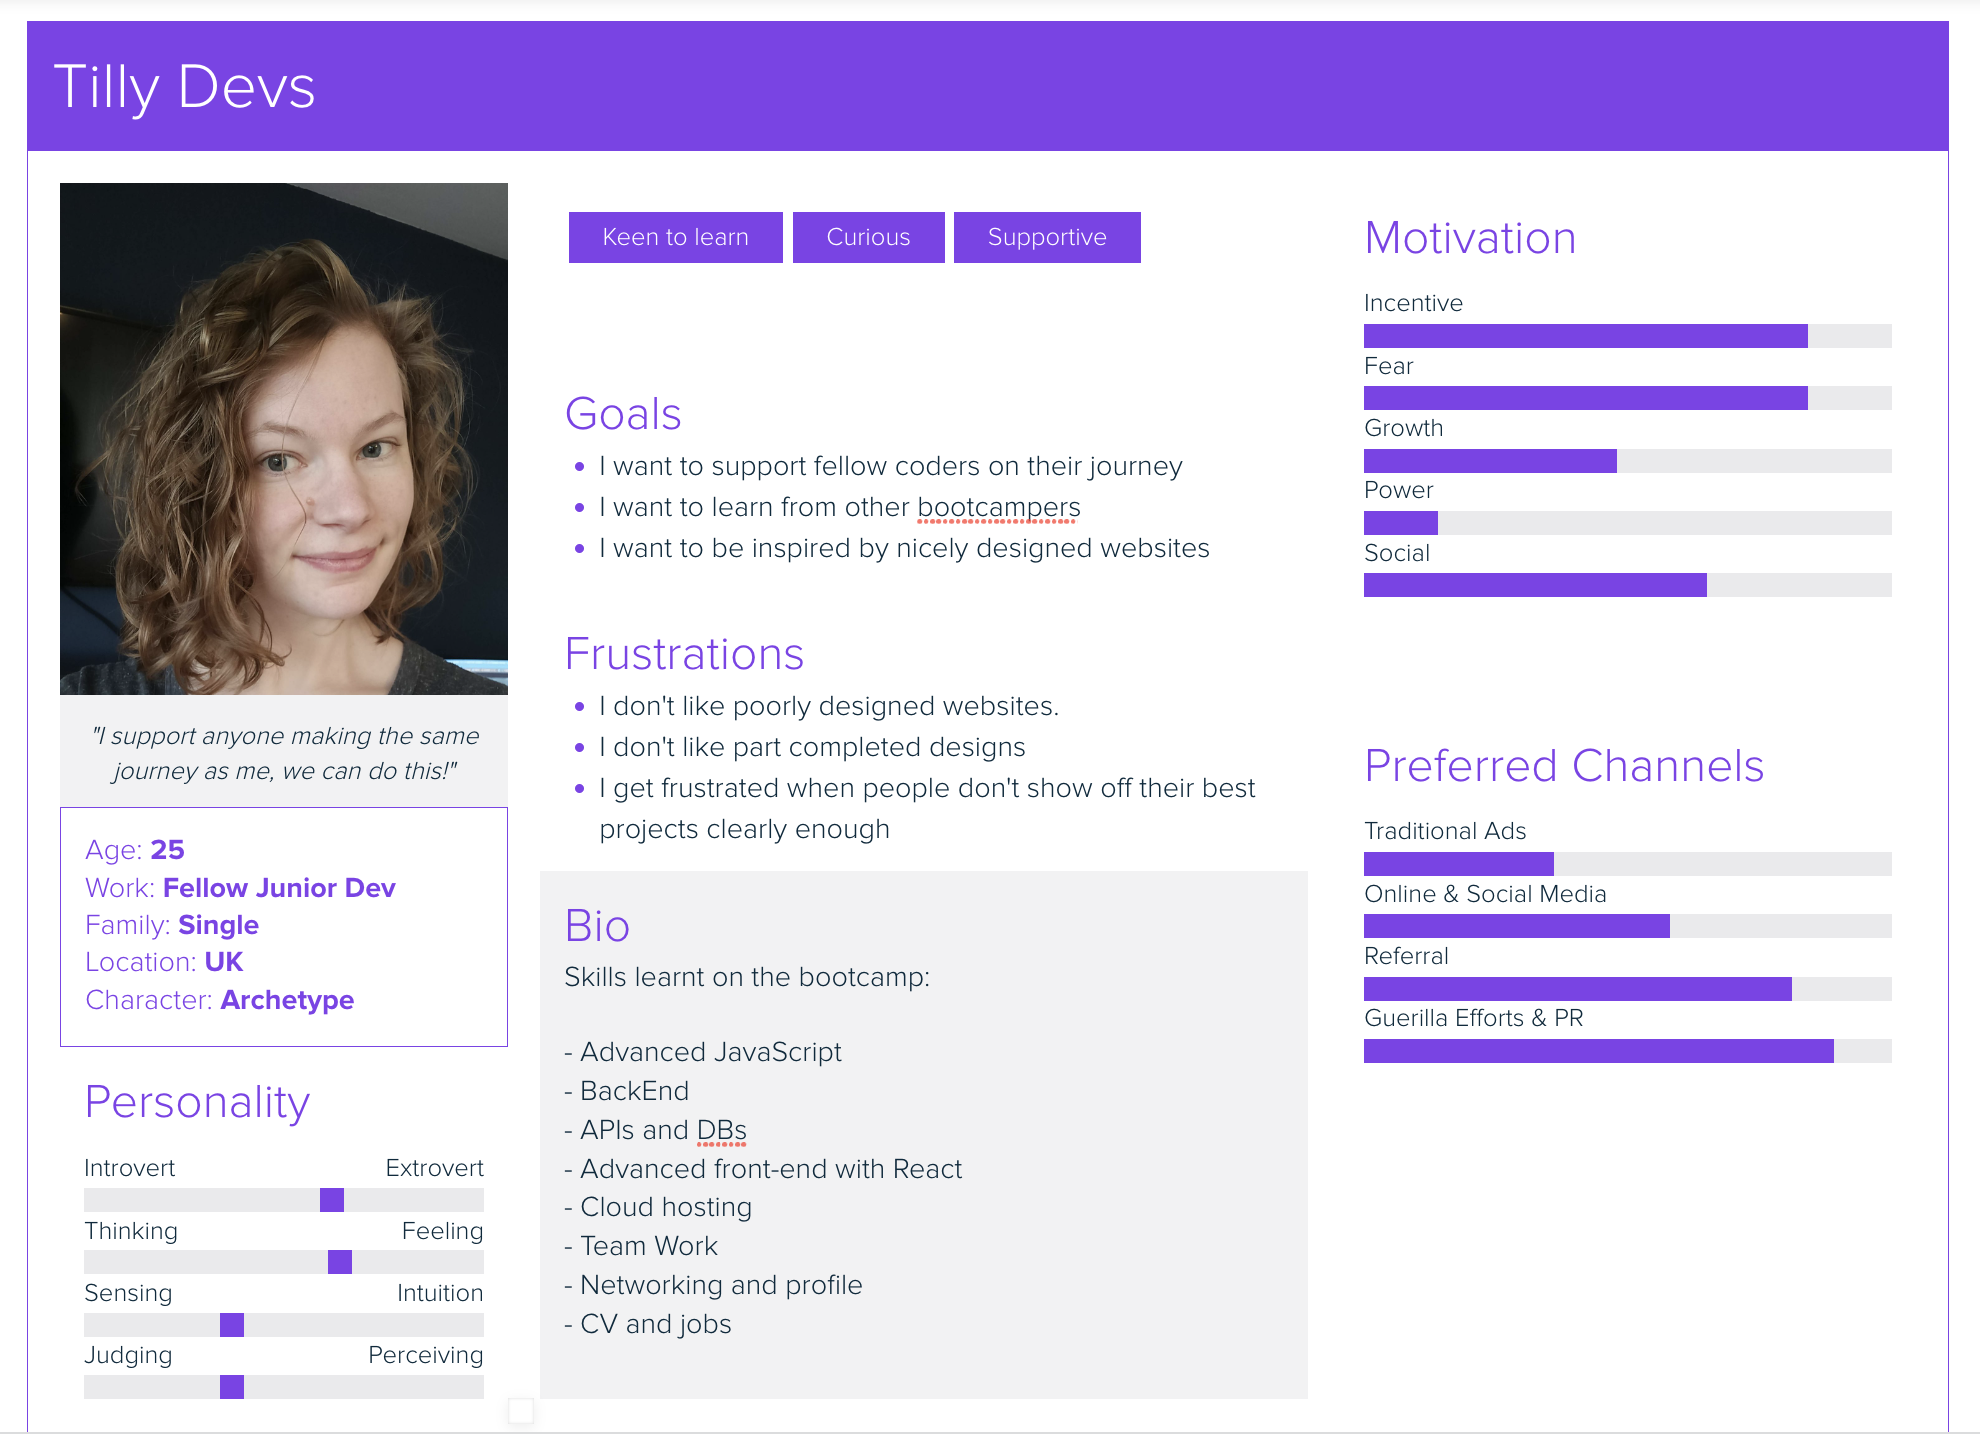 Tilly Devs
"I support anyone making the same
journey as me, we can do this!"
Age: 25
Work: Fellow Junior Dev
Family: Single
Location: UK
Character: Archetype
Personality
Introvert Extrovert
Thinking Feeling
Sensing Intuition
Judging Perceiving
Keen to learn Curious Supportive
Goals
• I want to support fellow coders on their journey
• I want to learn from other bootcampers
• I want to be inspired by nicely designed websites
Frustrations
• I don't like poorly designed websites.
• I don't like part completed designs
• I get frustrated when people don't show off their best
projects clearly enough
Bio
Skills learnt on the bootcamp:
- Advanced JavaScript
- BackEnd
- APIs and DBs
- Advanced front-end with React
- Cloud hosting
- Team Work
- Networking and profile
- CV and jobs
Motivation
Incentive
Fear
Growth
Power
Social
Preferred Channels
Traditional Ads
Online & Social Media
Referral
Guerilla Efforts & PR